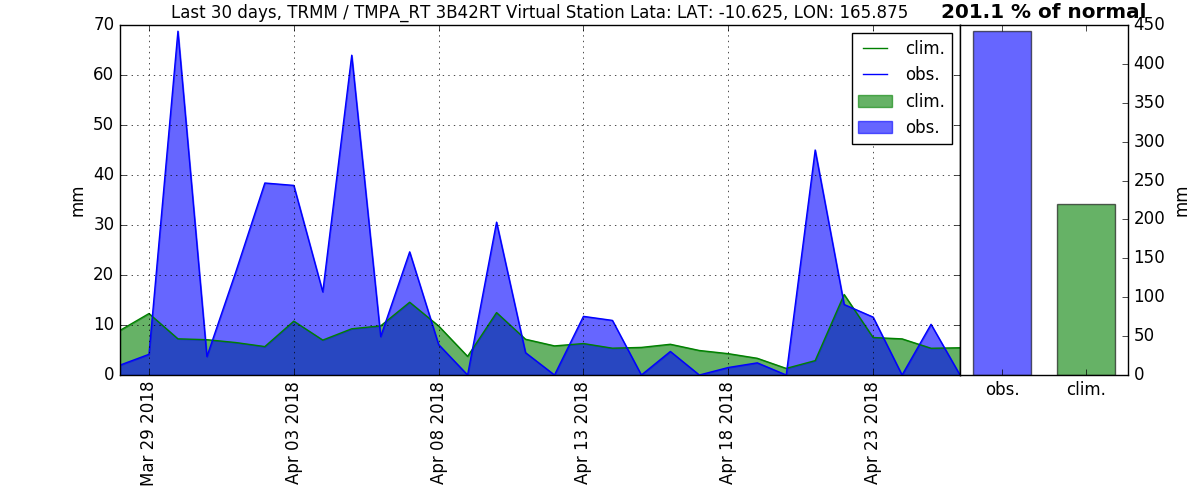 Last 30 days, TRMM / TMPA_RT 3B42RT Virtual Station Lata: LAT: -10.625, LON: 165.875
201.1 % of normal
70
60
50
40
30
20
10
0
mm
clim.
obs.
clim.
obs.
Mar 29 2018
Apr 03 2018
Apr 08 2018
Apr 13 2018
Apr 18 2018
Apr 23 2018
450
400
350
300
250
200
150
100
50
0
mm
obs.
clim.